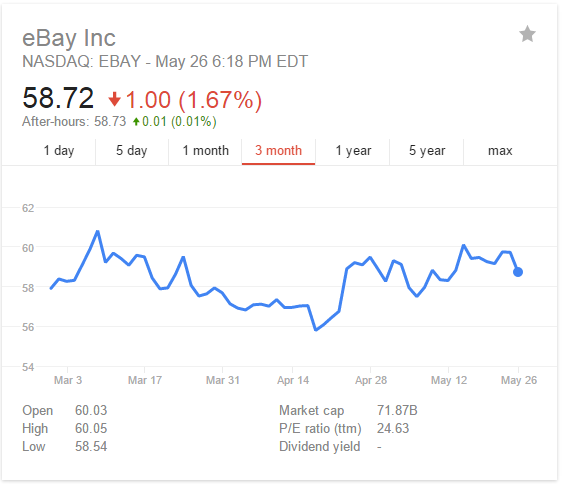 eBay Inc
NASDAQ: EBAY - May 26 6:18 PM EDT
58.72 1.00 (1.67%)
After-hours: 58.73 0.01 (0.01%)
1 day 5 day 1 month 3 month 1 year 5 year max
62
60
58
56
54
Mar 3 Mar 17 Mar 31 Apr 14 Apr 28 May 12 May 26
Open 60.03 Market cap 71.87B
High 60.05 P/E ratio (ttm) 24.63
Low 58.54 Dividend yield -